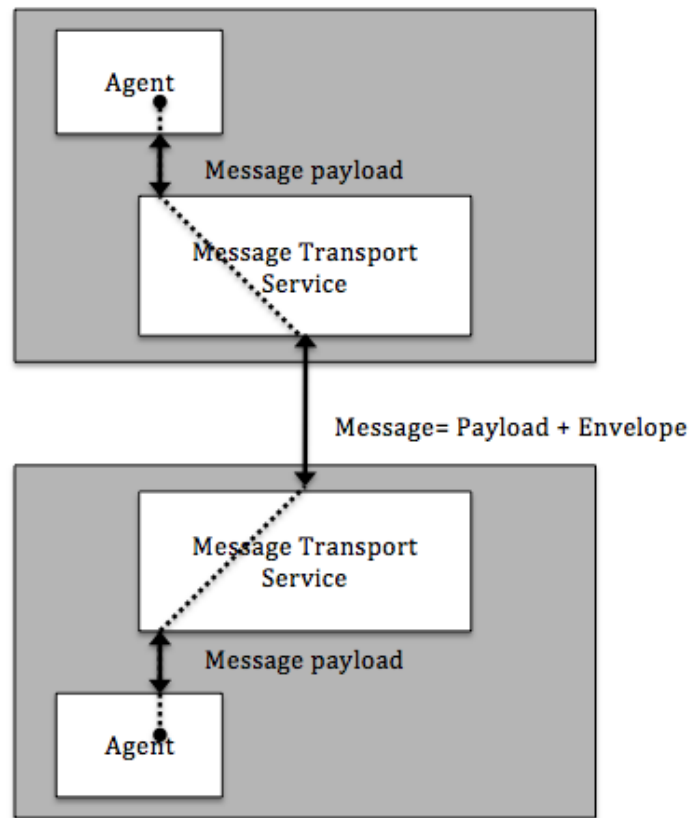 Agent
Message payload
Message Transport
Service
Message= Payload + Envelope
Message Transport
Service
Message payload
Agent